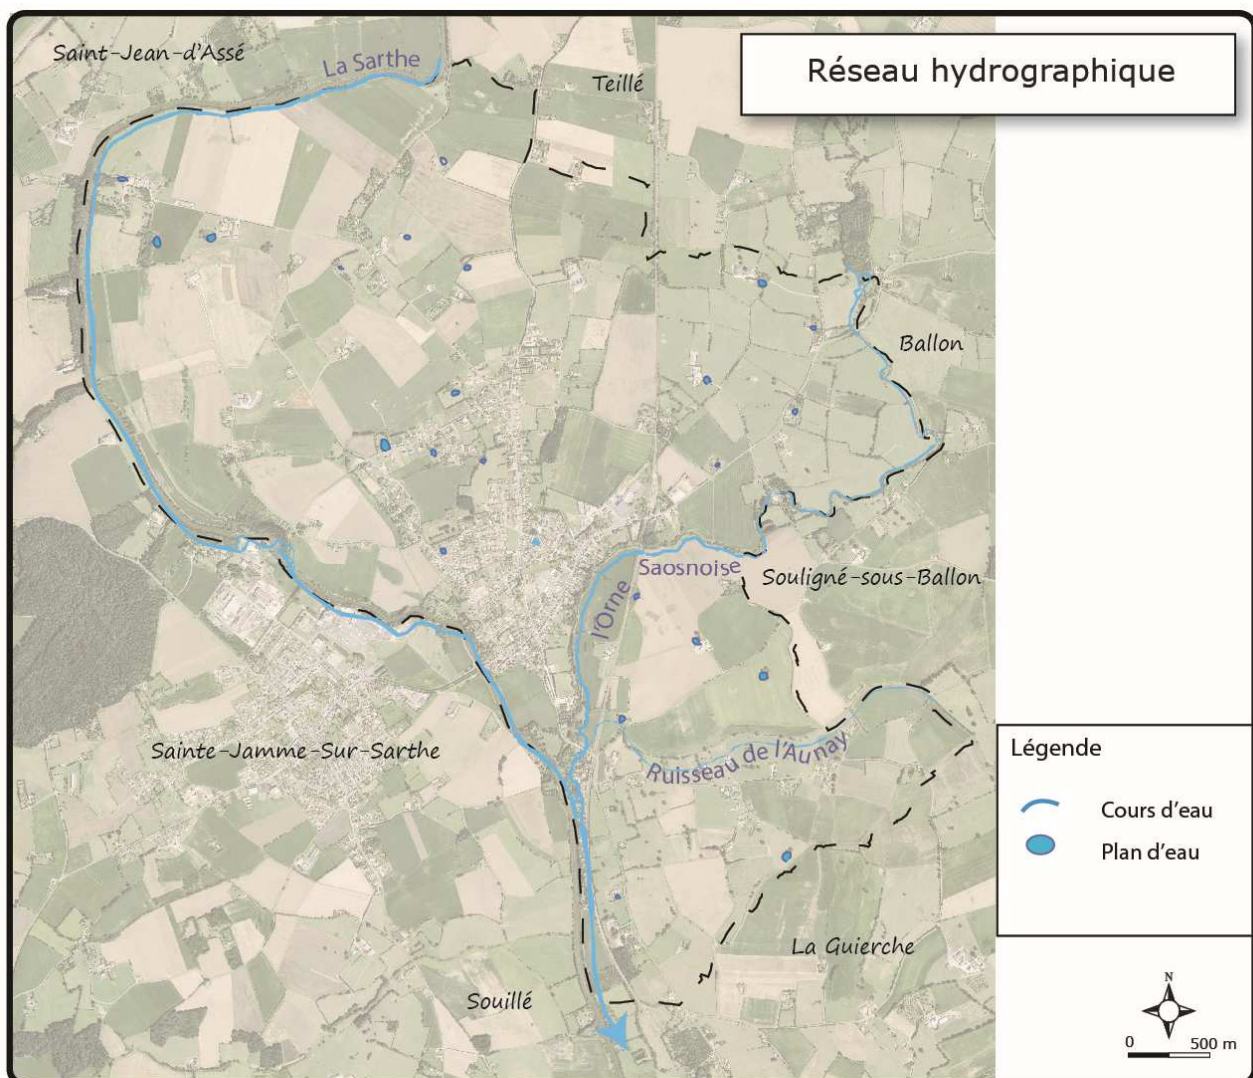 Réseau hydrographique
Saint-Jean-d'Assé
La Sarthe
Teillé
Ballon
Saosnoise
l'Orne
Souligné-sous-Ballon
Sainte-Jamme-Sur-Sarthe
Ruisseau de l'Aunay
La Guierche
Souillé
Légende
Cours d'eau
Plan d'eau
N
0 500 m